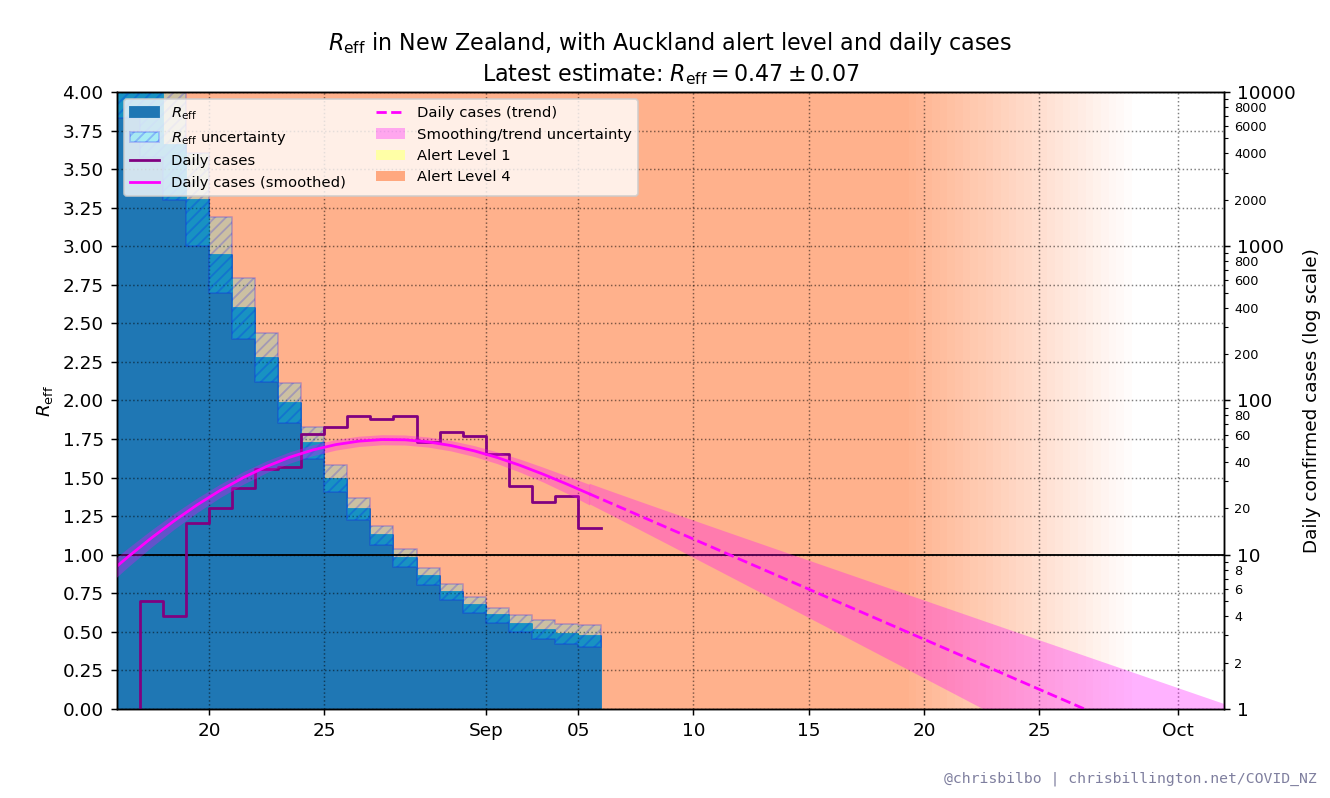 Reff in New Zealand, with Auckland alert level and daily cases
Latest estimate: Reff = 0.47 ± 0.07
Reff
Reff uncertainty
Daily cases
Daily cases (smoothed)
Daily cases (trend)
Smoothing/trend uncertainty
Alert Level 1
Alert Level 4
Reff
4.00
3.75
3.50
3.25
3.00
2.75
2.50
2.25
2.00
1.75
1.50
1.25
1.00
0.75
0.50
0.25
0.00
20 25 Sep 05 10 15 20 25 Oct
10000
8000
6000
4000
2000
1000
800
600
400
200
100
80
60
40
20
10
8
6
4
2
1
Daily confirmed cases (log scale)
@chrisbilbo | chrisbillington.net/COVID_NZ